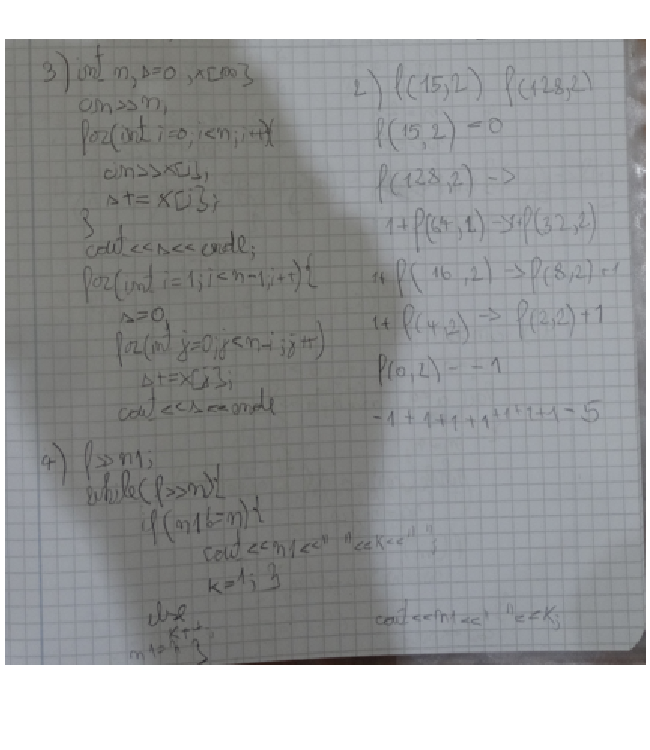 3) int n, s=0, x[100];
cin>>n;
for(int i=0; i<n; i++){
cin>>x[i];
s+=x[i];
}
cout<<s<<endl;
for(int i=1; i<n-1; i++){
s=0
for(int j=0; j<n-i; j++)
s+=x[j];
cout<<s<<endl
4) f>>n1;
while(f>>n){
if(n1!=n){
cout<<n1<<" "<<k<<" ";
k=1; }
else
k++;
}
cout<<n1<<" "<<k;
2) f(15,2) f(128,2)
f(15,2) = 0
f(128,2) ->
1+f(64,2) -> f(32,2)
1+f(16,2) -> f(8,2)+1
1+f(4,2) -> f(2,2)+1
f(0,2) = -1
-1+1+1+1+1+1+1 = 5